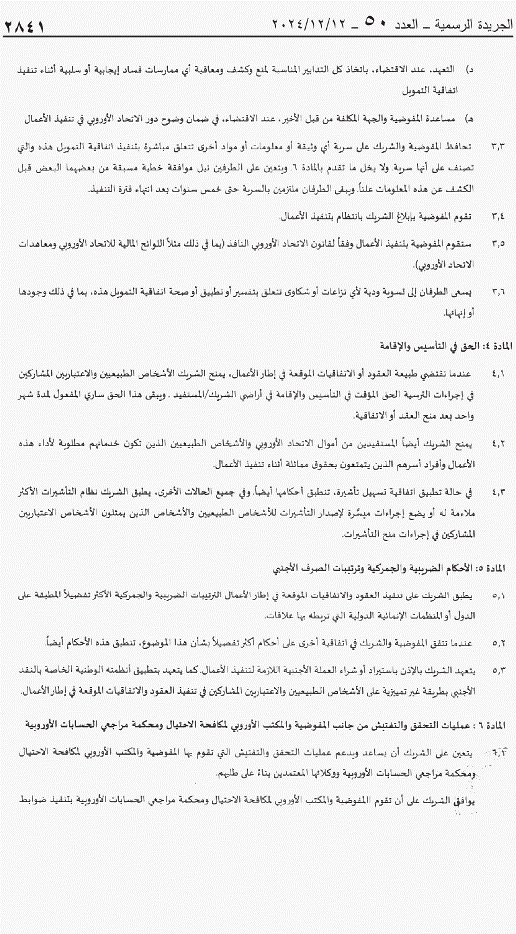 الجريدة الرسمية ــ العدد ٥٠ ــ ٢٠٢٤/١٢/١٢
٢٨٤١
د) التعهد، عند الاقتضاء، باتخاذ كل التدابير المناسبة لمنع وكشف ومعاقبة أي ممارسات فساد إيجابية أو سلبية أثناء تنفيذ
اتفاقية التمويل
هـ) مساعدة المفوضية والجهة المكلفة من قبل الأخير، عند الاقتضاء، في ضمان وضوح دور الاتحاد الأوروبي في تنفيذ الأعمال
٣,٣ تحافظ المفوضية والشريك على سرية أي وثيقة أو معلومات أو مواد أخرى تتعلق مباشرة بتنفيذ اتفاقية التمويل هذه والتي
تصنف على أنها سرية. ولا يخل ما تقدم بالمادة ٦. ويتعين على الطرفين نيل موافقة خطية مسبقة من بعضهما البعض قبل
الكشف عن هذه المعلومات علناً. ويبقى الطرفان ملتزمين بالسرية حتى خمس سنوات بعد انتهاء فترة التنفيذ.
٣,٤ تقوم المفوضية بإبلاغ الشريك بانتظام بتنفيذ الأعمال.
٣,٥ ستقوم المفوضية بتنفيذ الأعمال وفقاً لقانون الاتحاد الأوروبي النافذ (بما في ذلك مثلاً اللوائح المالية للاتحاد الأوروبي ومعاهدات
الاتحاد الأوروبي).
٣,٦ يسعى الطرفان إلى تسوية ودية لأي نزاعات أو شكاوى تتعلق بتفسير أو تطبيق أو صحة اتفاقية التمويل هذه، بما في ذلك وجودها
أو إنهائها.
المادة ٤: الحق في التأسيس والإقامة
٤,١ عندما تقتضي طبيعة العقود أو الاتفاقيات الموقعة في إطار الأعمال، يمنح الشريك الأشخاص الطبيعيين والاعتباريين المشاركين
في إجراءات الترسية الحق المؤقت في التأسيس والإقامة في أراضي الشريك/المستفيد . ويبقى هذا الحق ساري المفعول لمدة شهر
واحد بعد منح العقد أو الاتفاقية.
٤,٢ يمنح الشريك أيضاً المستفيدين من أموال الاتحاد الأوروبي والأشخاص الطبيعيين الذين تكون خدماتهم مطلوبة لأداء هذه
الأعمال وأفراد أسرهم الذين يتمتعون بحقوق مماثلة أثناء تنفيذ الأعمال.
٤,٣ في حالة تطبيق اتفاقية تسهيل تأشيرة، تنطبق أحكامها أيضاً. وفي جميع الحالات الأخرى، يطبق الشريك نظام التأشيرات الأكثر
ملاءمة له أو يضع إجراءات ميسّرة لإصدار التأشيرات للأشخاص الطبيعيين والأشخاص الذين يمثلون الأشخاص الاعتباريين
المشاركين في إجراءات منح التأشيرات.
المادة ٥: الأحكام الضريبية والجمركية وترتيبات الصرف الأجنبي
٥,١ يطبق الشريك على تنفيذ العقود والاتفاقيات الموقعة في إطار الأعمال الترتيبات الضريبية والجمركية الأكثر تفضيلاً المطبقة على
الدول أو المنظمات الإنمائية الدولية التي تربطه بها علاقات.
٥,٢ عندما تتفق المفوضية والشريك في اتفاقية أخرى على أحكام أكثر تفصيلاً بشأن هذا الموضوع، تنطبق هذه الأحكام أيضاً.
٥,٣ يتعهد الشريك بالإذن باستيراد أو شراء العملة الأجنبية اللازمة لتنفيذ الأعمال. كما يتعهد بتطبيق أنظمته الوطنية الخاصة بالنقد
الأجنبي بطريقة غير تمييزية على الأشخاص الطبيعيين والاعتباريين المشاركين في تنفيذ العقود والاتفاقيات الموقعة في إطار الأعمال.
المادة ٦ : عمليات التحقق والتفتيش من جانب المفوضية والمكتب الأوروبي لمكافحة الاحتيال ومحكمة مراجعي الحسابات الأوروبية
يتعين على الشريك أن يساعد ويدعم عمليات التحقق والتفتيش التي تقوم بها المفوضية والمكتب الأوروبي لمكافحة الاحتيال
ومحكمة مراجعي الحسابات الأوروبية ووكلائها المعتمدين بناءً على طلبهم.
يوافق الشريك على أن تقوم المفوضية والمكتب الأوروبي لمكافحة الاحتيال ومحكمة مراجعي الحسابات الأوروبية بتنفيذ ضوابط